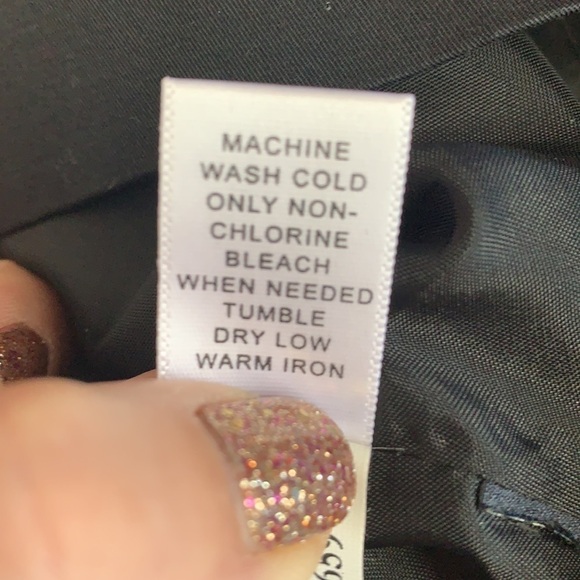 MACHINE
WASH COLD
ONLY NON-
CHLORINE
BLEACH
WHEN NEEDED
TUMBLE
DRY LOW
WARM IRON